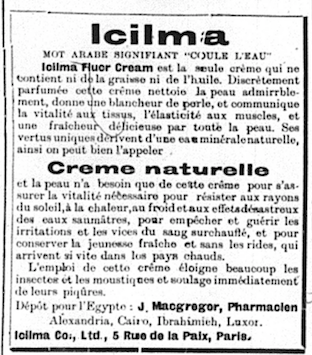 Icilma
MOT ARABE SIGNIFIANT "COULE L'EAU"
Icilma Fluor Cream est la seule crème qui ne
contient ni de la graisse ni de l'huile. Discrètement
parfumée cette crème nettoie la peau admirrble-
ment, donne une blancheur de perle, et communique
la vitalité aux tissus, l'élasticité aux muscles, et
une fraîcheur délicieuse par toute la peau. Ses
vertus uniques dérivent d'une eau minérale naturelle,
ainsi on peut bien l'appeler
Creme naturelle
et la peau n'a besoin que de cette crème pour s'as-
surer la vitalité nécessaire pour résister aux rayons
du soleil, à la chaleur, au froid et aux effets désastreux
des eaux saumâtres, pour empêcher et guérir les
irritations et les vices du sang surchauffé, et pour
conserver la jeunesse fraîche et sans les rides, qui
arrivent si vite dans les pays chauds.
L'emploi de cette crème éloigne beaucoup les
insectes et les moustiques et soulage immédiatement
de leurs piqûres.
Dépôt pour l'Egypte : J. Macgregor, Pharmacien
Alexandria, Cairo, Ibrahimieh, Luxor.
Icilma Co., Ltd., 5 Rue de la Paix, Paris.